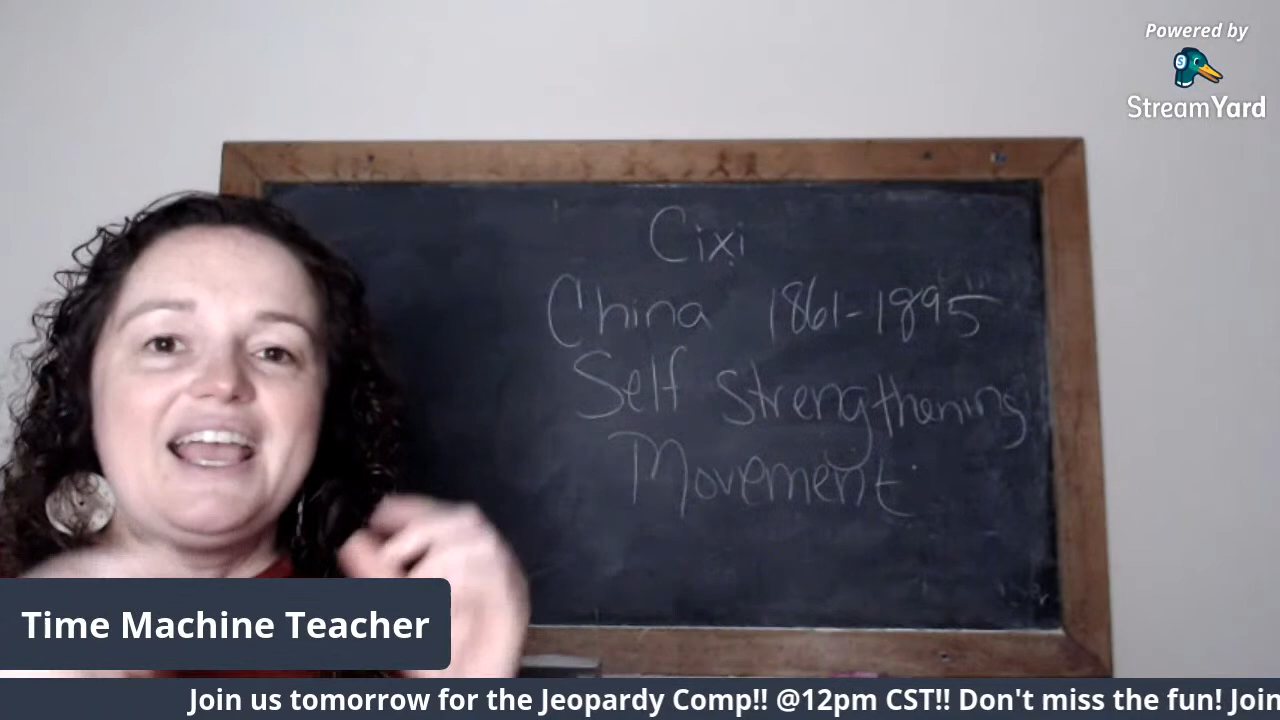 Powered by
StreamYard
Cixi
China 1861-1895
Self Strengthening
Movement
Time Machine Teacher
Join us tomorrow for the Jeopardy Comp!! @12pm CST!! Don't miss the fun! Join